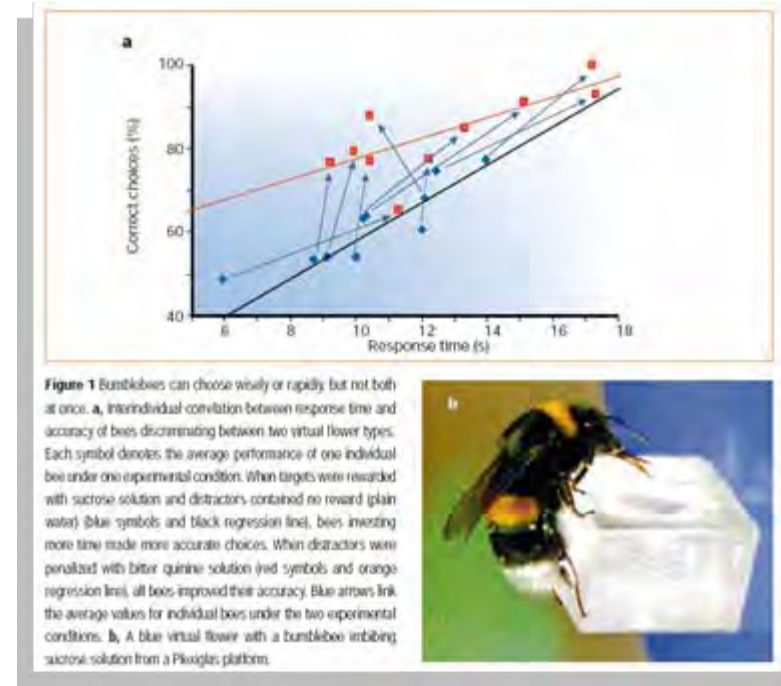 a
100
80
60
40
Correct choices (%)
6 8 10 12 14 16 18
Response time (s)
Figure 1 Bumblebees can choose wisely or rapidly, but not both
at once. a, Interindividual correlation between response time and
accuracy of bees discriminating between two virtual flower types.
Each symbol denotes the average performance of one individual
bee under one experimental condition. When targets were rewarded
with sucrose solution and distractors contained no reward (plain
water) (blue symbols and black regression line), bees investing
more time made more accurate choices. When distractors were
penalized with bitter quinine solution (red symbols and orange
regression line), all bees improved their accuracy. Blue arrows link
the average values for individual bees under the two experimental
conditions. b, A blue virtual flower with a bumblebee imbibing
sucrose solution from a Plexiglas platform.
b